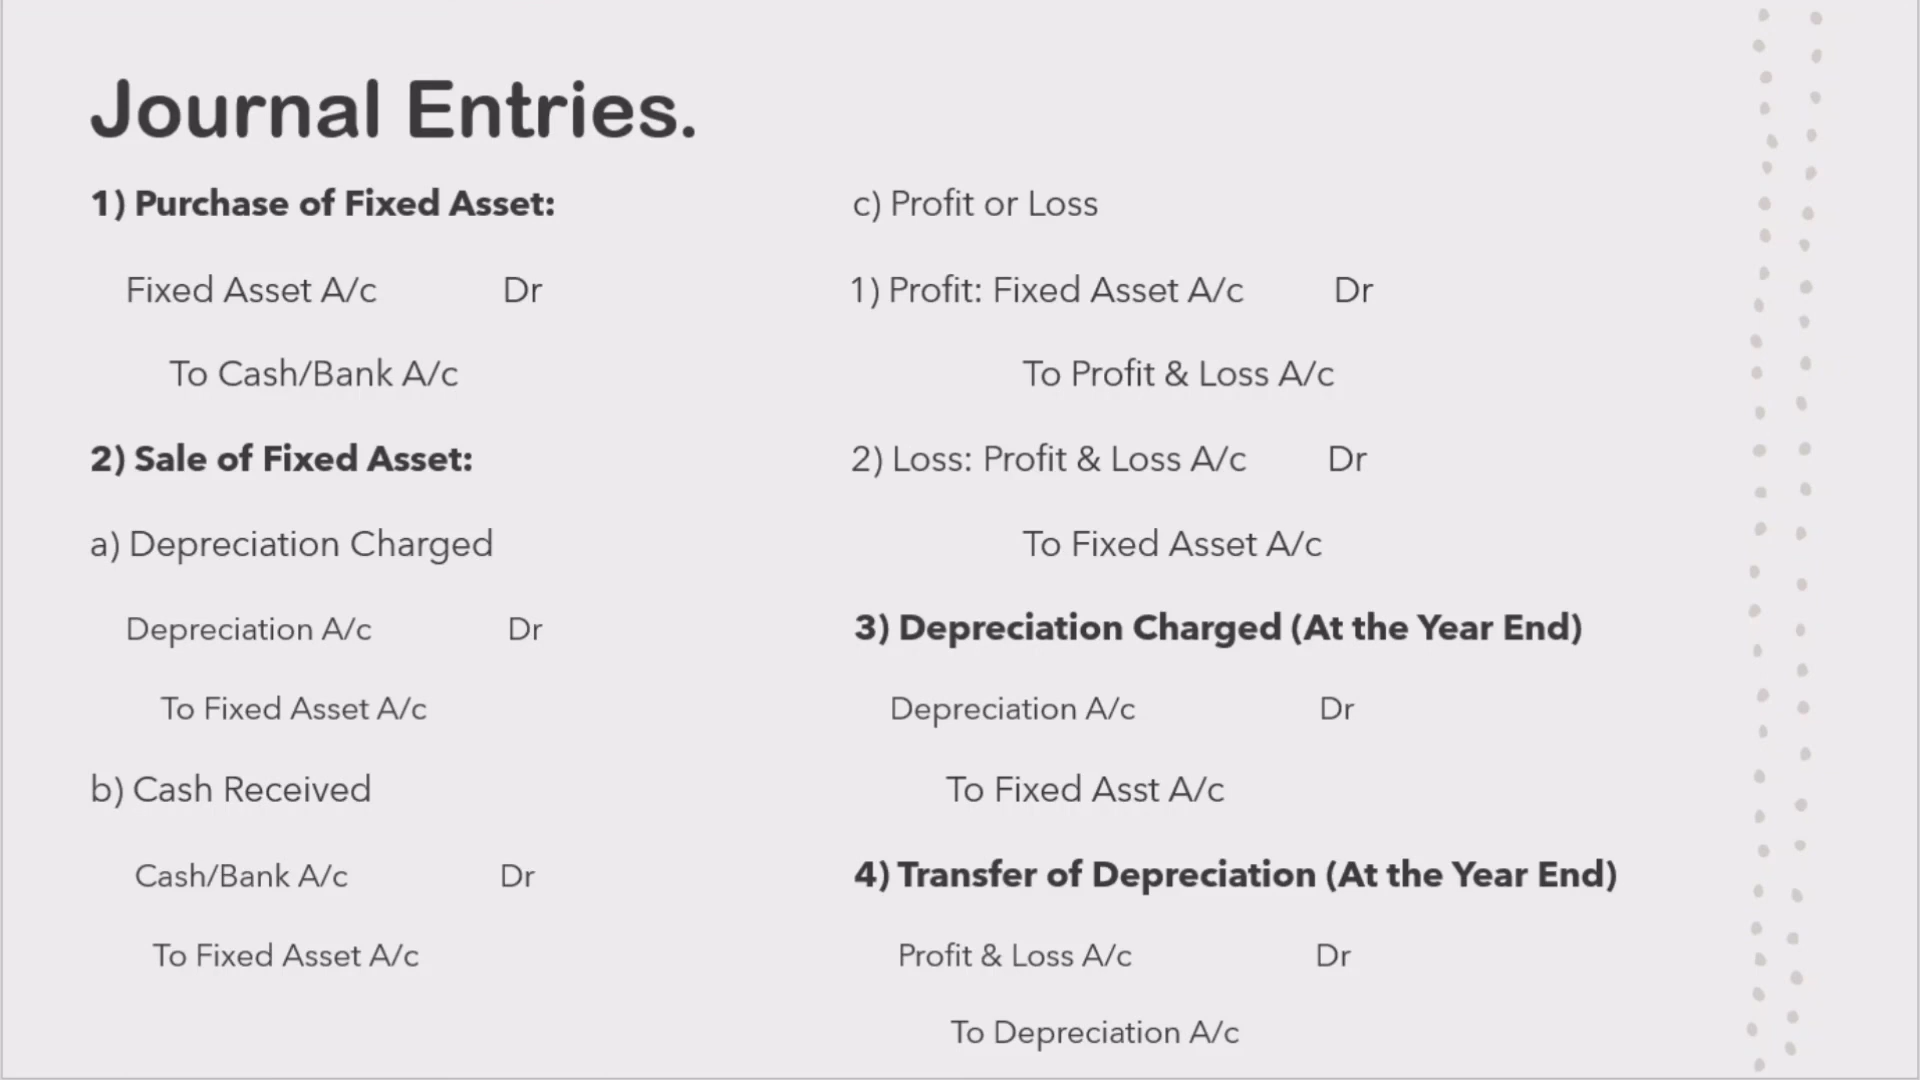 Journal Entries.
1) Purchase of Fixed Asset:
Fixed Asset A/c Dr
To Cash/Bank A/c
2) Sale of Fixed Asset:
a) Depreciation Charged
Depreciation A/c Dr
To Fixed Asset A/c
b) Cash Received
Cash/Bank A/c Dr
To Fixed Asset A/c
c) Profit or Loss
1) Profit: Fixed Asset A/c Dr
To Profit & Loss A/c
2) Loss: Profit & Loss A/c Dr
To Fixed Asset A/c
3) Depreciation Charged (At the Year End)
Depreciation A/c Dr
To Fixed Asst A/c
4) Transfer of Depreciation (At the Year End)
Profit & Loss A/c Dr
To Depreciation A/c